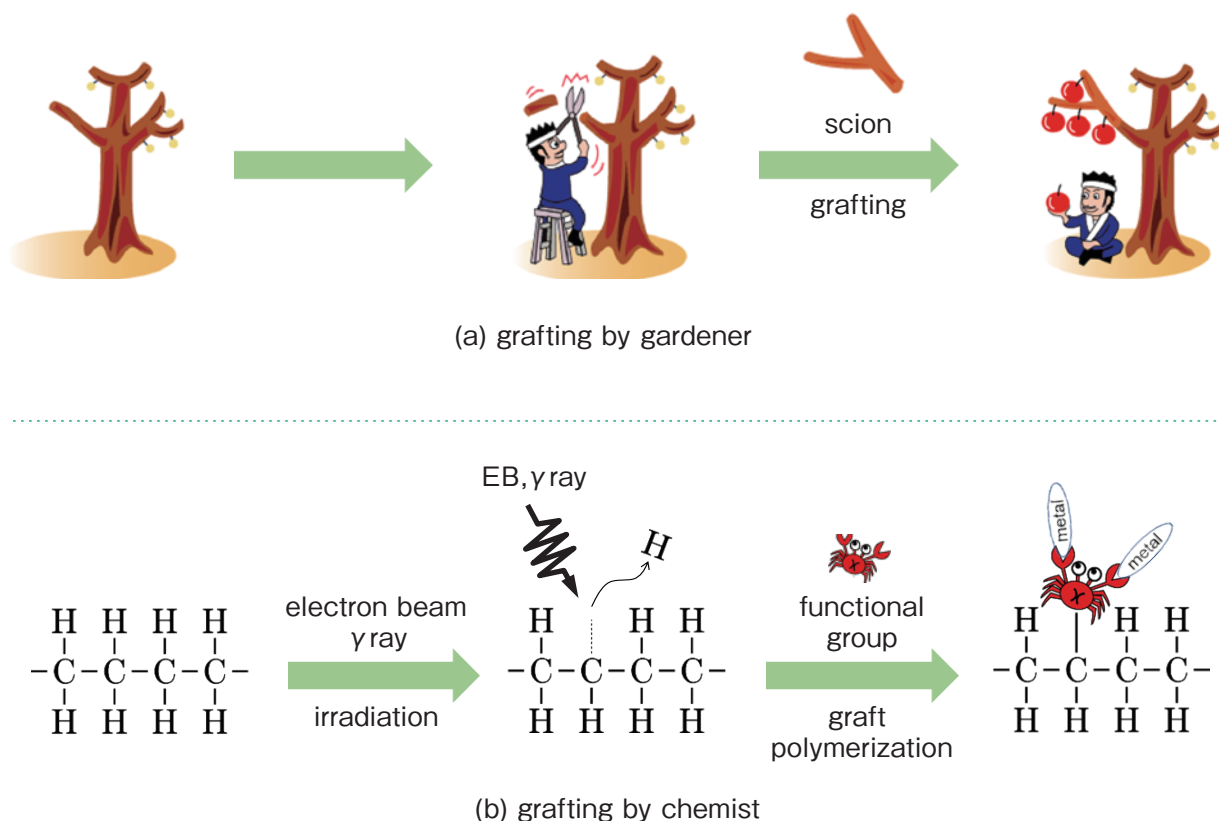 scion
grafting
(a) grafting by gardener
EB, γ ray
H
metal
metal
x
x
electron beam
γ ray
irradiation
functional
group
graft
polymerization
H H H H
–C–C–C–C–
H H H H
H H H
–C–C–C–C–
H H H H
H H H
–C–C–C–C–
H H H H
(b) grafting by chemist